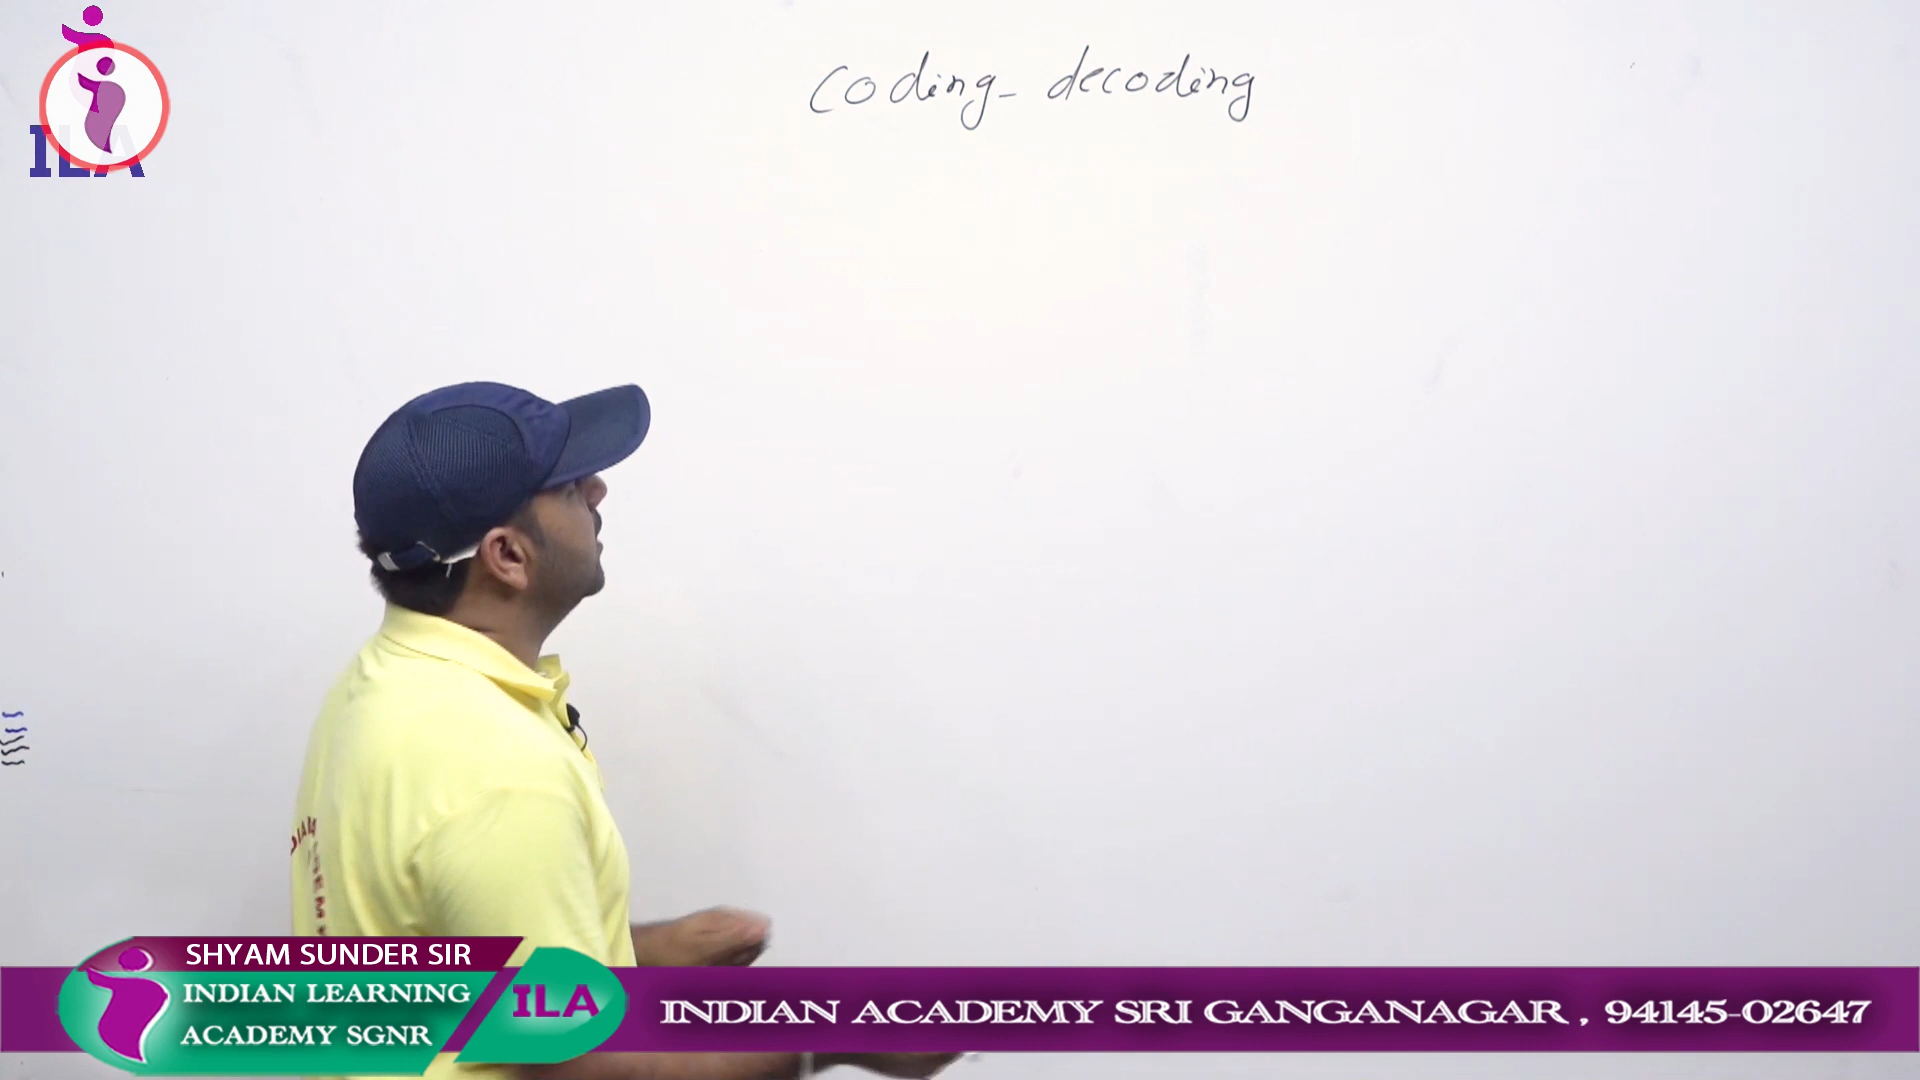 coding - decoding
ILA
SHYAM SUNDER SIR
INDIAN LEARNING
ACADEMY SGNR
ILA
INDIAN ACADEMY SRI GANGANAGAR , 94145-02647